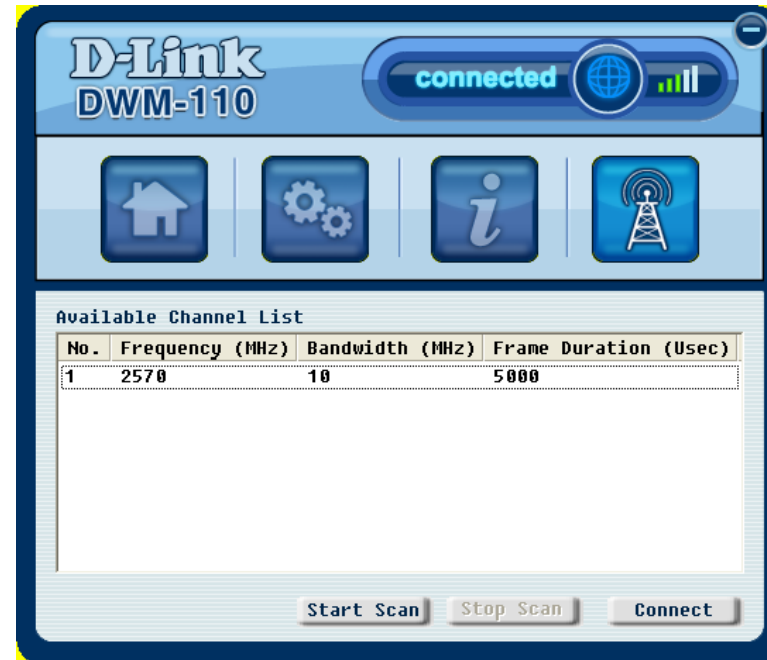 D-Link
DWM-110
connected
Available Channel List
No. Frequency (MHz) Bandwidth (MHz) Frame Duration (Usec)
1 2570 10 5000
Start Scan Stop Scan Connect